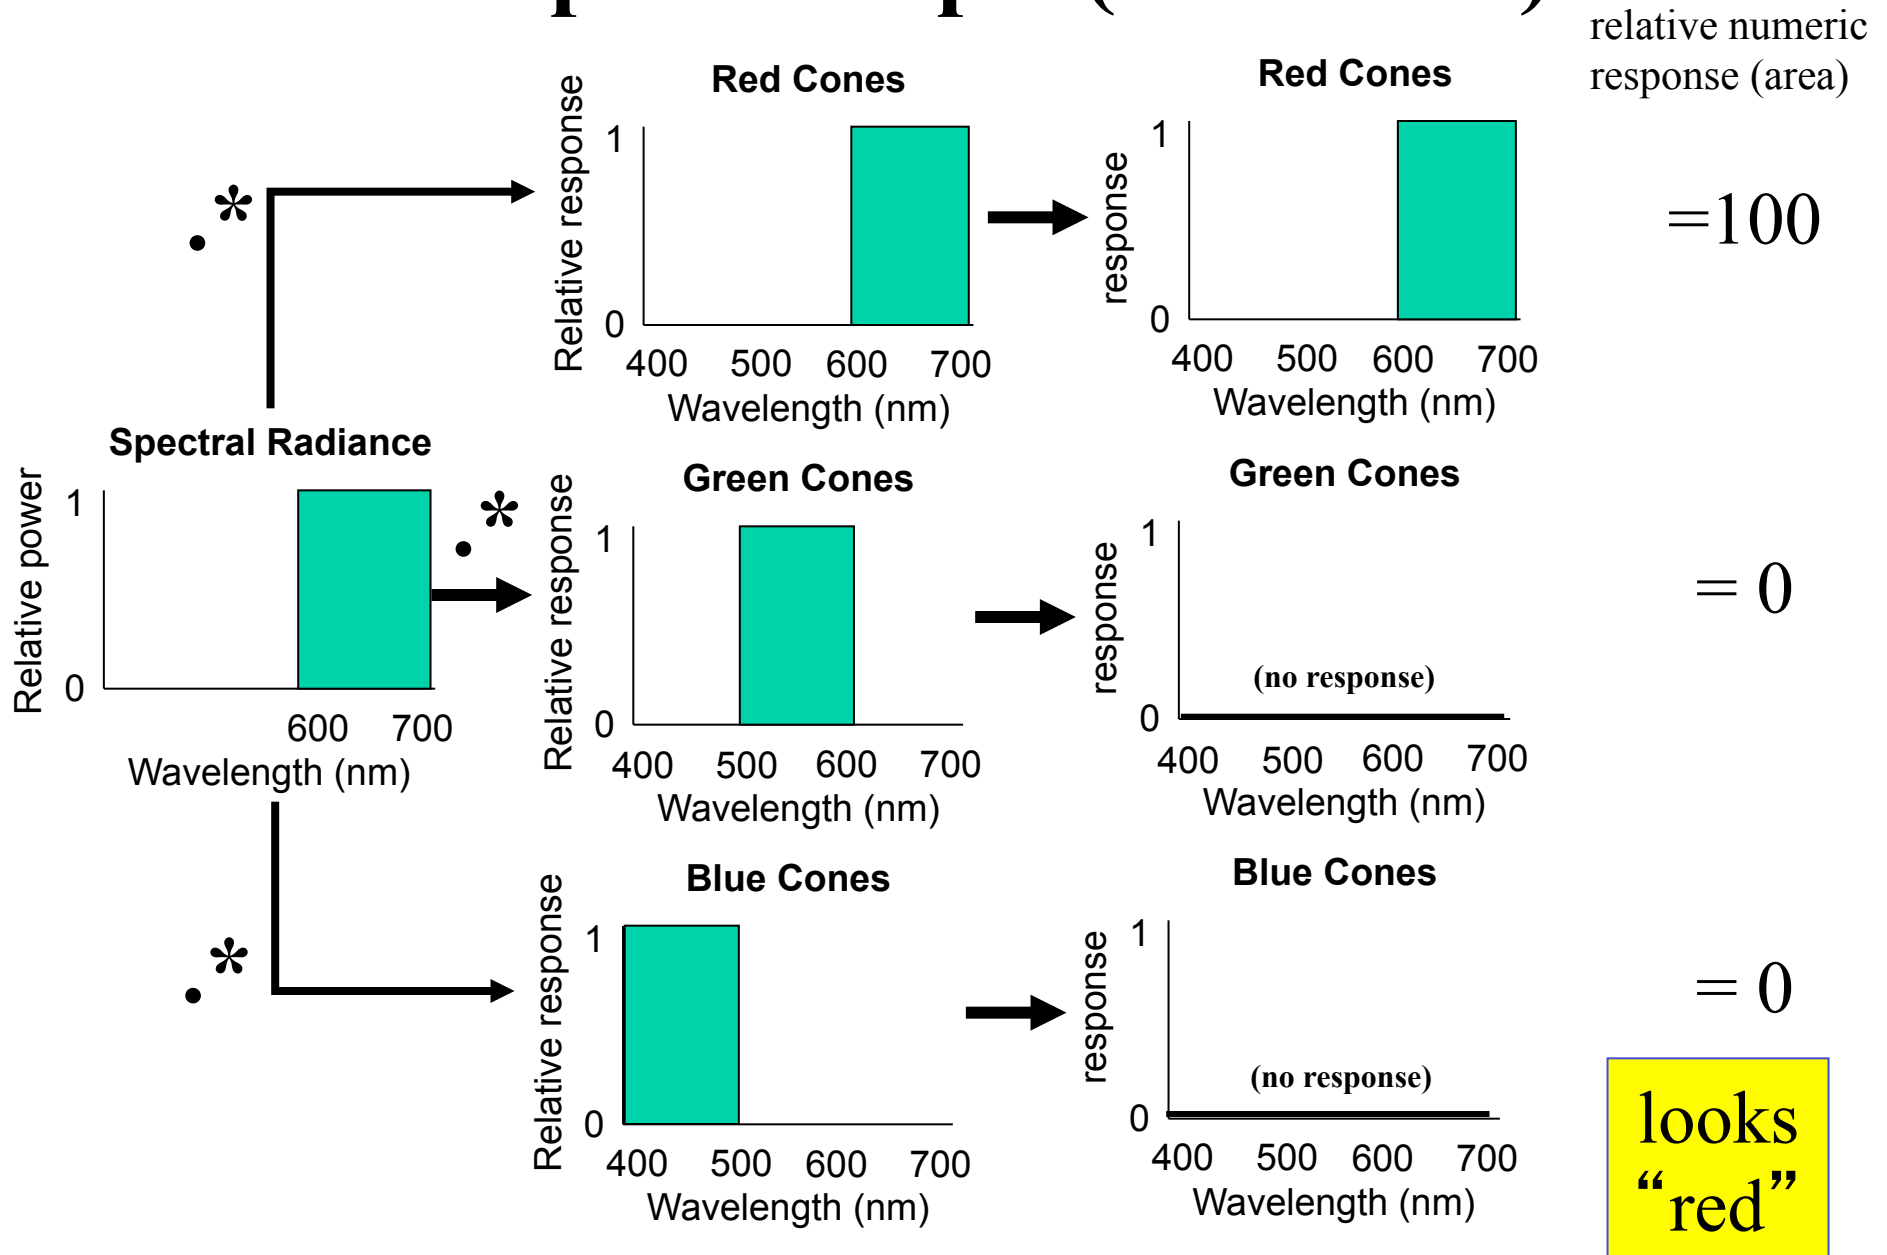 relative numeric
response (area)
Red Cones
Relative response
1
0
400 500 600 700
Wavelength (nm)
Red Cones
response
1
0
400 500 600 700
Wavelength (nm)
=100
.*
Spectral Radiance
Relative power
1
0
600 700
Wavelength (nm)
.*
Green Cones
Relative response
1
0
400 500 600 700
Wavelength (nm)
Green Cones
response
1
(no response)
0
400 500 600 700
Wavelength (nm)
= 0
.*
Blue Cones
Relative response
1
0
400 500 600 700
Wavelength (nm)
Blue Cones
response
1
(no response)
0
400 500 600 700
Wavelength (nm)
= 0
looks
“red”